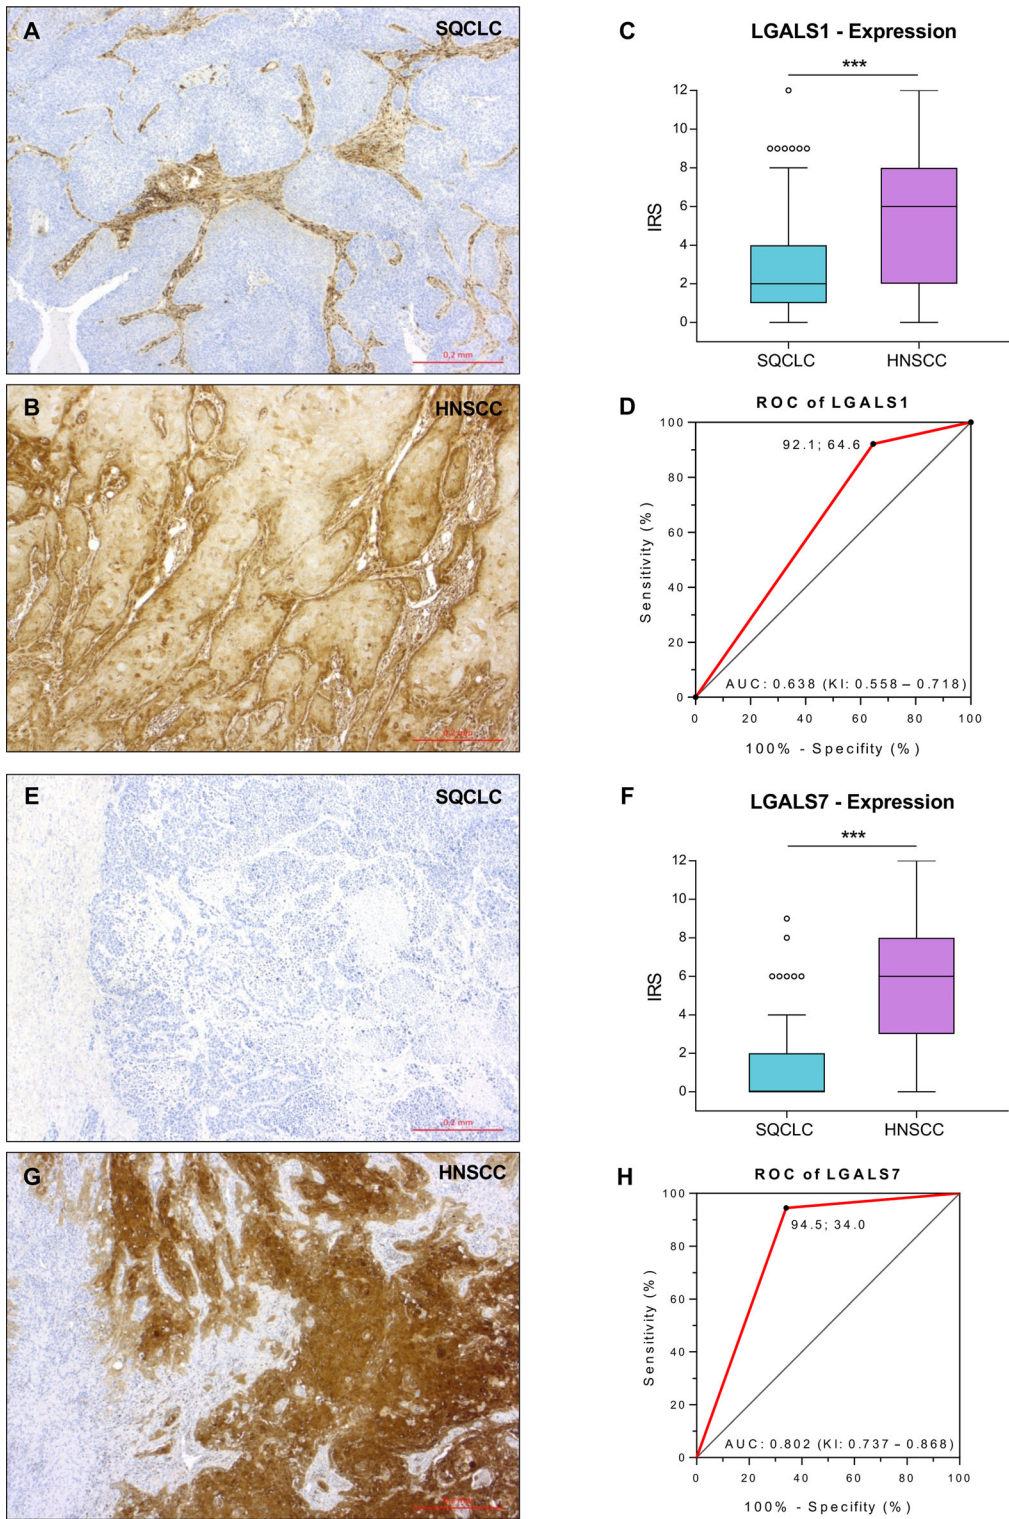 A
SQCLC
0,2 mm
B
HNSCC
0,2 mm
C
LGALS1 - Expression
***
12
10
8
6
4
2
0
IRS
SQCLC
HNSCC
D
ROC of LGALS1
92.1; 64.6
100
80
60
40
20
0
Sensitivity (%)
AUC: 0.638 (KI: 0.558 – 0.718)
0 20 40 60 80 100
100% - Specifity (%)
E
SQCLC
0,2 mm
F
LGALS7 - Expression
***
12
10
8
6
4
2
0
IRS
SQCLC
HNSCC
G
HNSCC
H
ROC of LGALS7
94.5; 34.0
100
80
60
40
20
0
Sensitivity (%)
AUC: 0.802 (KI: 0.737 – 0.868)
0 20 40 60 80 100
100% - Specifity (%)